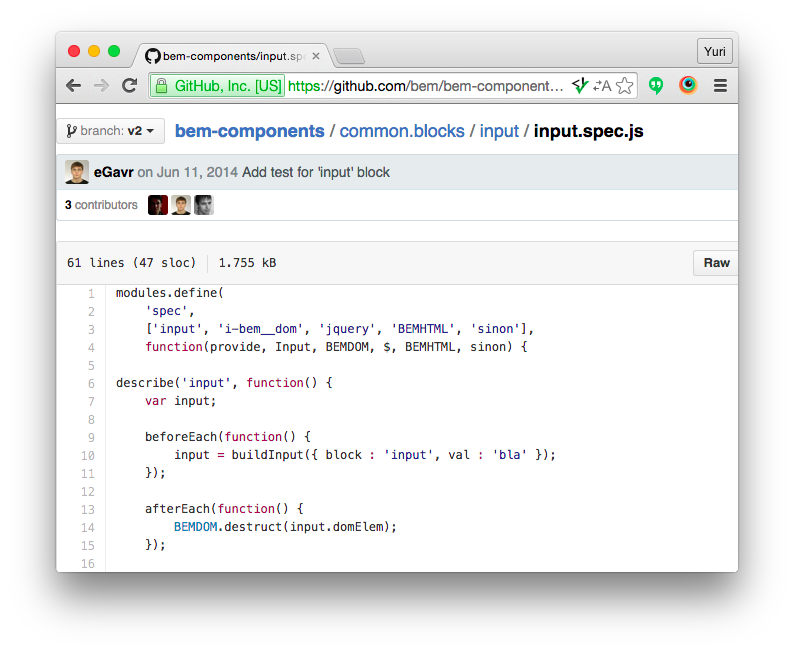 bem-components/input.sp
Yuri
GitHub, Inc. [US] https://github.com/bem/bem-component...
branch: v2 bem-components / common.blocks / input / input.spec.js
eGavr on Jun 11, 2014 Add test for 'input' block
3 contributors
61 lines (47 sloc) 1.755 kB Raw
1 modules.define(
2 'spec',
3 ['input', 'i-bem__dom', 'jquery', 'BEMHTML', 'sinon'],
4 function(provide, Input, BEMDOM, $, BEMHTML, sinon) {
5
6 describe('input', function() {
7 var input;
8
9 beforeEach(function() {
10 input = buildInput({ block : 'input', val : 'bla' });
11 });
12
13 afterEach(function() {
14 BEMDOM.destruct(input.domElem);
15 });
16